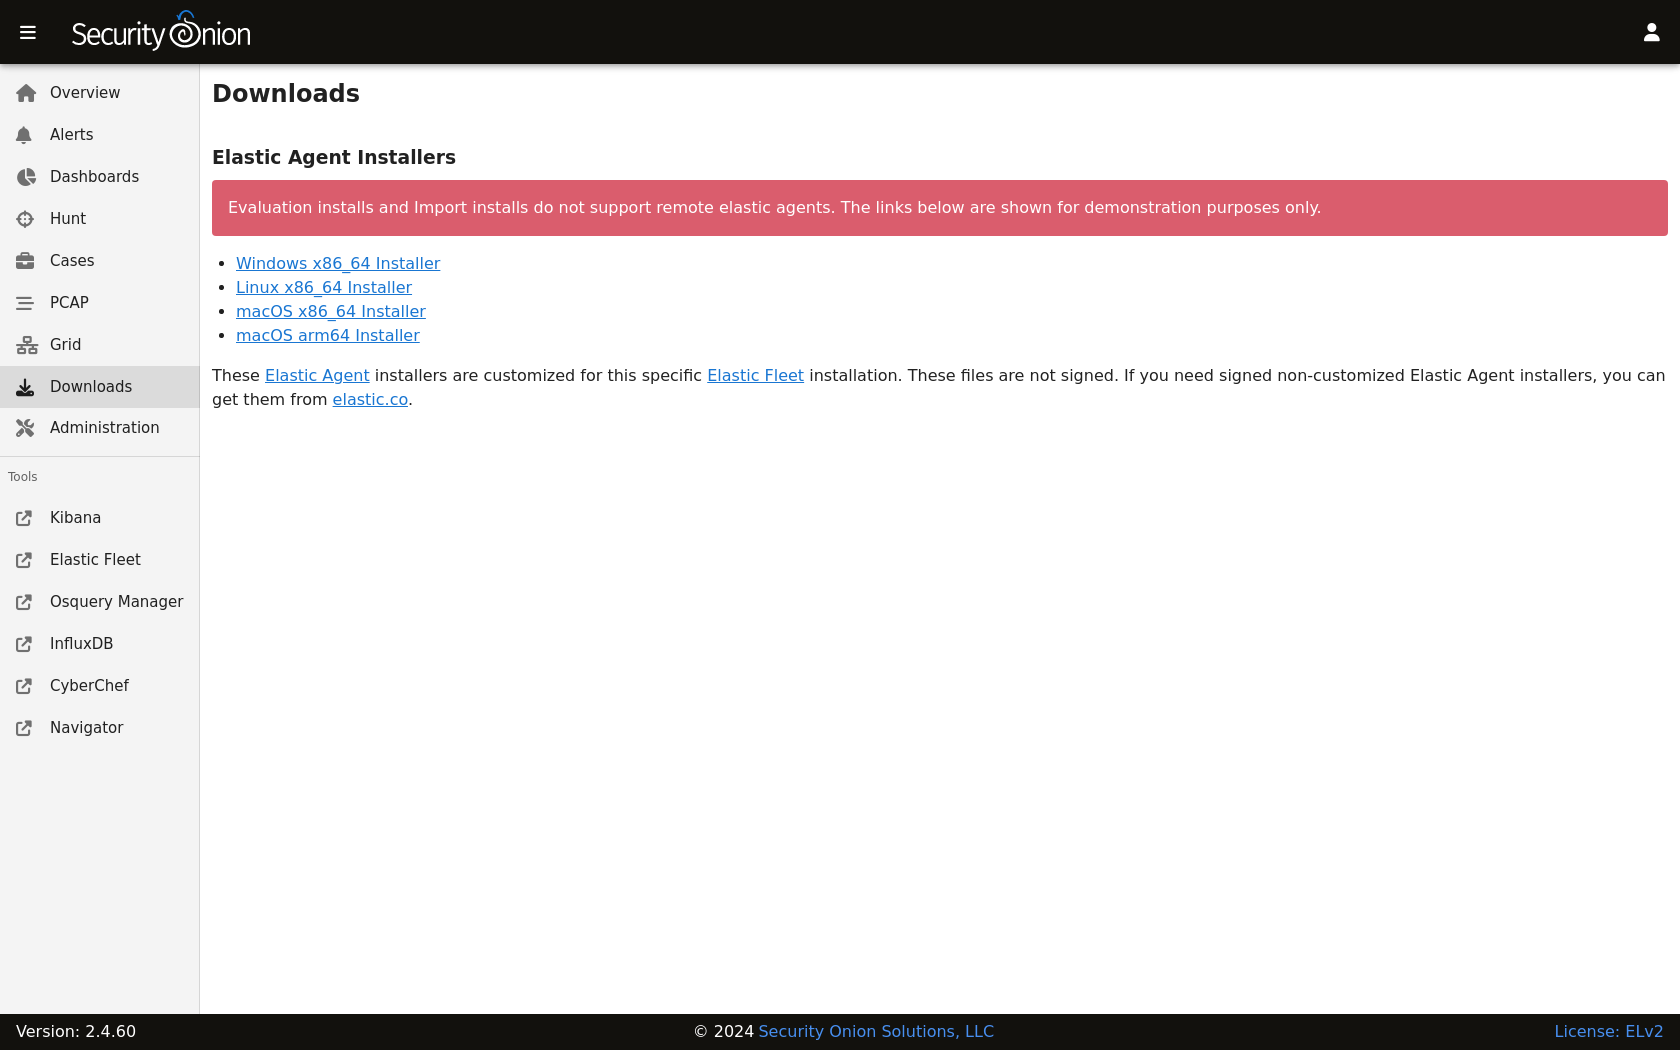 Security Onion
Overview
Alerts
Dashboards
Hunt
Cases
PCAP
Grid
Downloads
Administration
Tools
Kibana
Elastic Fleet
Osquery Manager
InfluxDB
CyberChef
Navigator
Downloads
Elastic Agent Installers
Evaluation installs and Import installs do not support remote elastic agents. The links below are shown for demonstration purposes only.
Windows x86_64 Installer
Linux x86_64 Installer
macOS x86_64 Installer
macOS arm64 Installer
These Elastic Agent installers are customized for this specific Elastic Fleet installation. These files are not signed. If you need signed non-customized Elastic Agent installers, you can
get them from elastic.co.
Version: 2.4.60
© 2024 Security Onion Solutions, LLC
License: ELv2